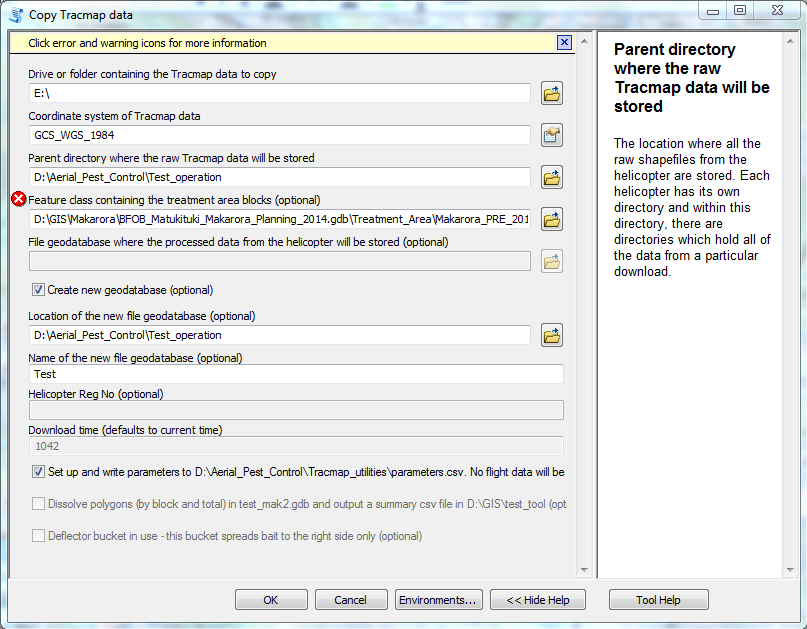 Copy Tracmap data
Click error and warning icons for more information
Drive or folder containing the Tracmap data to copy
E:\
Coordinate system of Tracmap data
GCS_WGS_1984
Parent directory where the raw Tracmap data will be stored
D:\Aerial_Pest_Control\Test_operation
Feature class containing the treatment area blocks (optional)
D:\GIS\Makarora\BFOB_Matukituki_Makarora_Planning_2014.gdb\Treatment_Area\Makarora_PRE_201
File geodatabase where the processed data from the helicopter will be stored (optional)
Create new geodatabase (optional)
Location of the new file geodatabase (optional)
D:\Aerial_Pest_Control\Test_operation
Name of the new file geodatabase (optional)
Test
Helicopter Reg No (optional)
Download time (defaults to current time)
1042
Set up and write parameters to D:\Aerial_Pest_Control\Tracmap_utilities\parameters.csv. No flight data will be
Dissolve polygons (by block and total) in test_mak2.gdb and output a summary csv file in D:\GIS\test_tool (opt
Deflector bucket in use - this bucket spreads bait to the right side only (optional)
OK
Cancel
Environments...
<< Hide Help
Tool Help
Parent directory
where the raw
Tracmap data will be
stored
The location where all the
raw shapefiles from the
helicopter are stored. Each
helicopter has its own
directory and within this
directory, there are
directories which hold all of
the data from a particular
download.